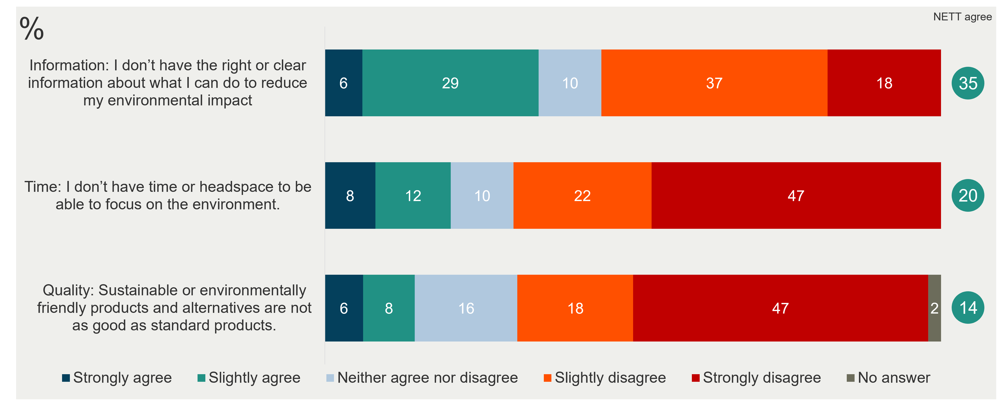 %
NETT agree
Information: I don’t have the right or clear
information about what I can do to reduce
my environmental impact
6 29 10 37 18 35
Time: I don’t have time or headspace to be
able to focus on the environment.
8 12 10 22 47 20
Quality: Sustainable or environmentally
friendly products and alternatives are not
as good as standard products.
6 8 16 18 47 2 14
Strongly agree Slightly agree Neither agree nor disagree Slightly disagree Strongly disagree No answer